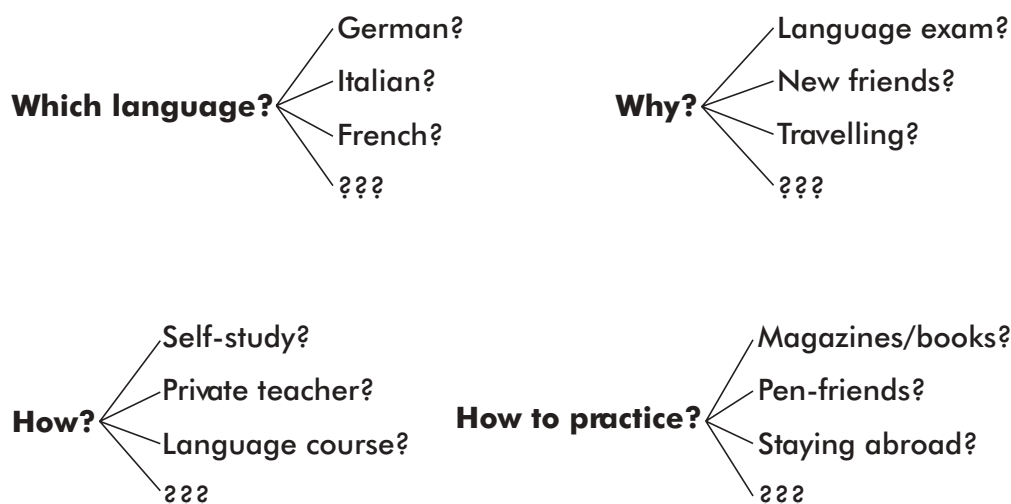 Which language?
German?
Italian?
French?
???
Why?
Language exam?
New friends?
Travelling?
???
How?
Self-study?
Private teacher?
Language course?
???
How to practice?
Magazines/books?
Pen-friends?
Staying abroad?
???